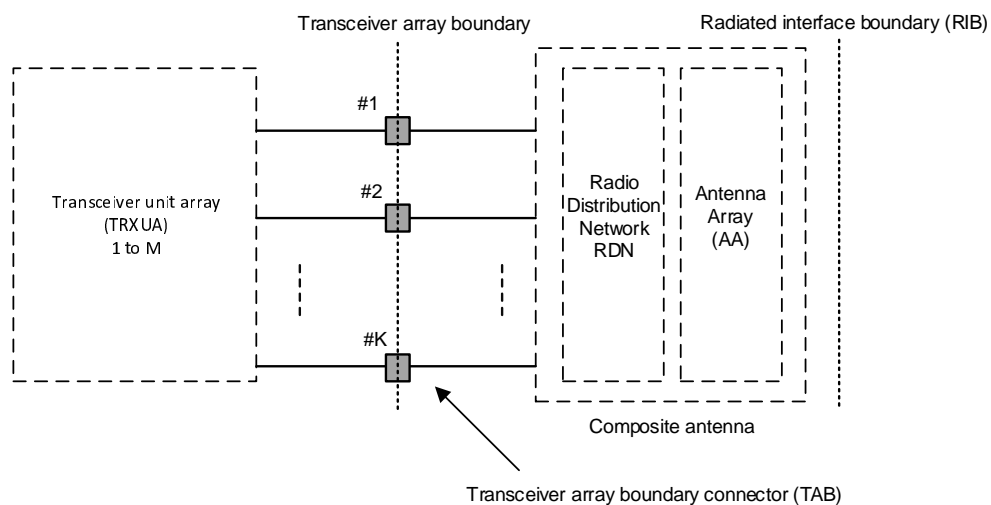 Transceiver array boundary
Radiated interface boundary (RIB)
#1
#2
#K
Transceiver unit array
(TRXUA)
1 to M
Radio
Distribution
Network
RDN
Antenna
Array
(AA)
Composite antenna
Transceiver array boundary connector (TAB)